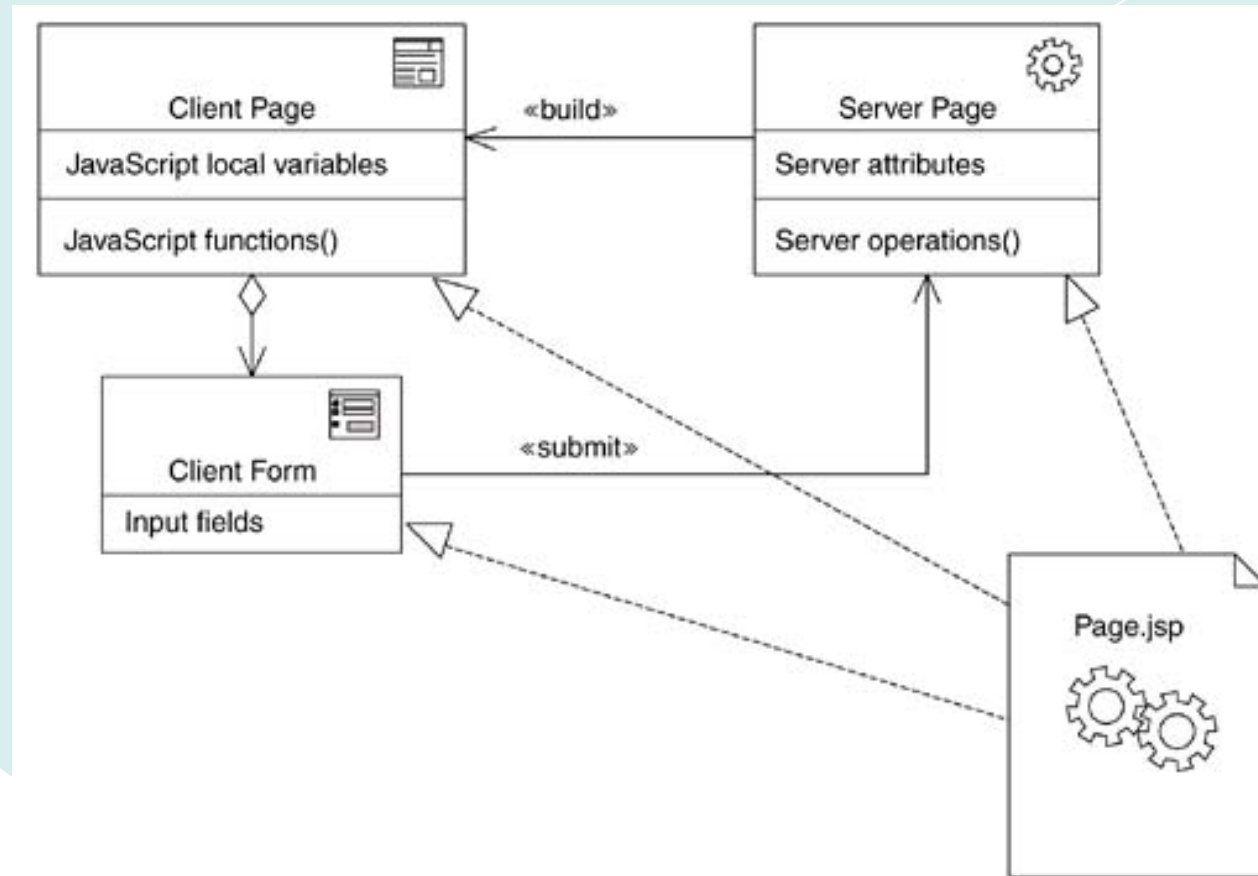 Client Page
JavaScript local variables
JavaScript functions()
«build»
Server Page
Server attributes
Server operations()
Client Form
Input fields
«submit»
Page.jsp